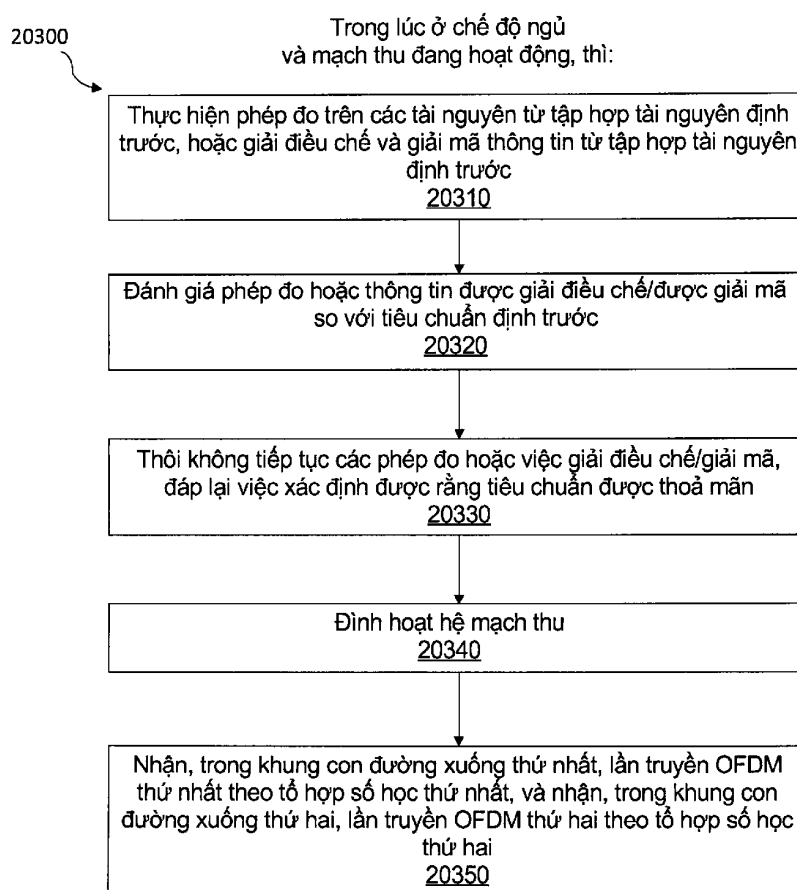 20300
Trong lúc ở chế độ ngủ
và mạch thu đang hoạt động, thì:
Thực hiện phép đo trên các tài nguyên từ tập hợp tài nguyên định
trước, hoặc giải điều chế và giải mã thông tin từ tập hợp tài nguyên
định trước
20310
Đánh giá phép đo hoặc thông tin được giải điều chế/được giải mã
so với tiêu chuẩn định trước
20320
Thôi không tiếp tục các phép đo hoặc việc giải điều chế/giải mã,
đáp lại việc xác định được rằng tiêu chuẩn được thoả mãn
20330
Đình hoạt hệ mạch thu
20340
Nhận, trong khung con đường xuống thứ nhất, lần truyền OFDM
thứ nhất theo tổ hợp số học thứ nhất, và nhận, trong khung con
đường xuống thứ hai, lần truyền OFDM thứ hai theo tổ hợp số học
thứ hai
20350